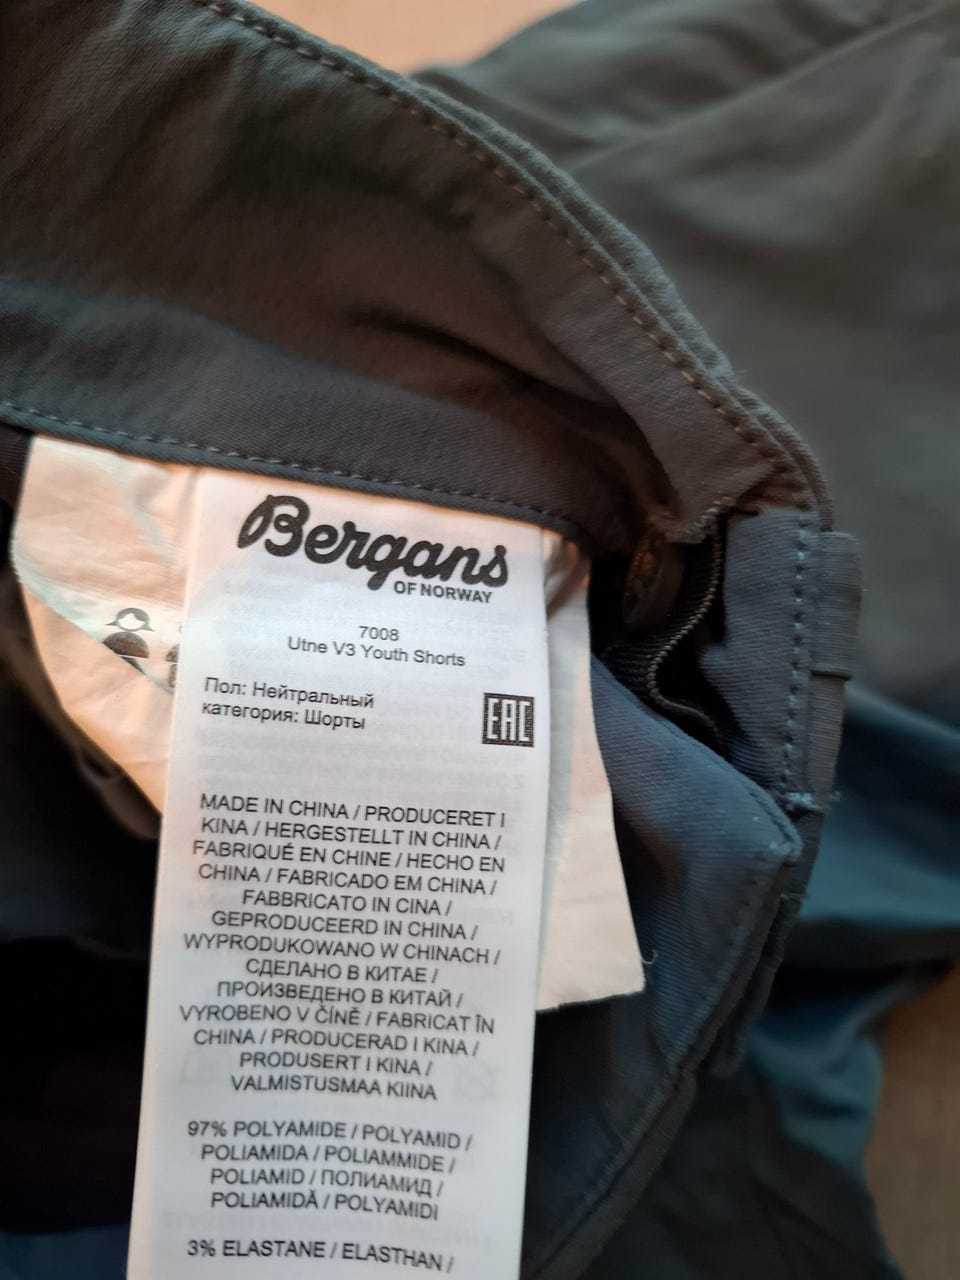 Bergans
OF NORWAY
7008
Utne V3 Youth Shorts
Пол: Нейтральный
категория: Шорты
EAC
MADE IN CHINA / PRODUCERET I
KINA / HERGESTELLT IN CHINA /
FABRIQUÉ EN CHINE / HECHO EN
CHINA / FABRICADO EM CHINA /
FABBRICATO IN CINA /
GEPRODUCEERD IN CHINA /
WYPRODUKOWANO W CHINACH /
СДЕЛАНО В КИТАЕ /
ПРОИЗВЕДЕНО В КИТАЙ /
VYROBENO V ČÍNĚ / FABRICAT ÎN
CHINA / PRODUCERAD I KINA /
PRODUSERT I KINA /
VALMISTUSMAA KIINA
97% POLYAMIDE / POLYAMID /
POLIAMIDA / POLIAMMIDE /
POLIAMID / ПОЛИАМИД /
POLIAMIDĂ / POLYAMIDI
3% ELASTANE / ELASTHAN /